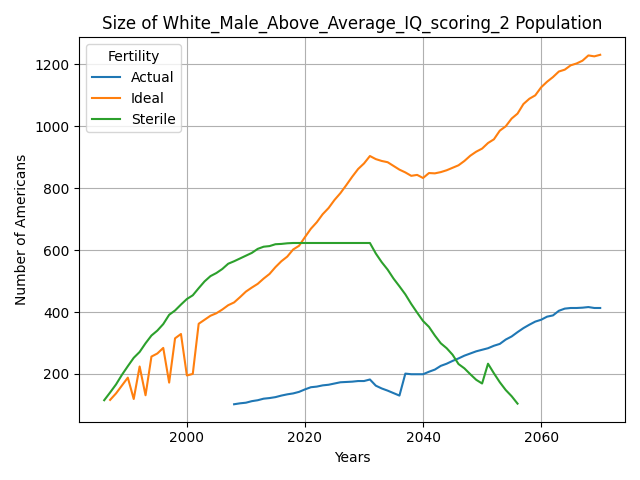 Size of White_Male_Above_Average_IQ_scoring_2 Population
Fertility
Actual
Ideal
Sterile
Number of Americans
1200
1000
800
600
400
200
2000
2020
2040
2060
Years